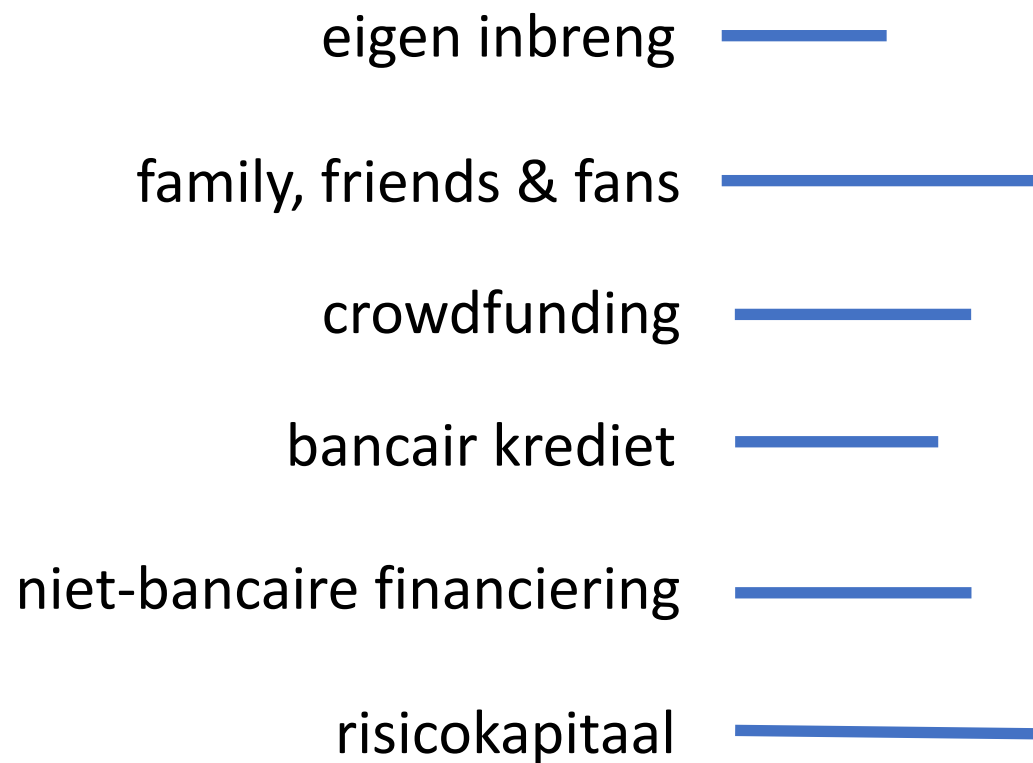 eigen inbreng
family, friends & fans
crowdfunding
bancair krediet
niet-bancaire financiering
risicokapitaal